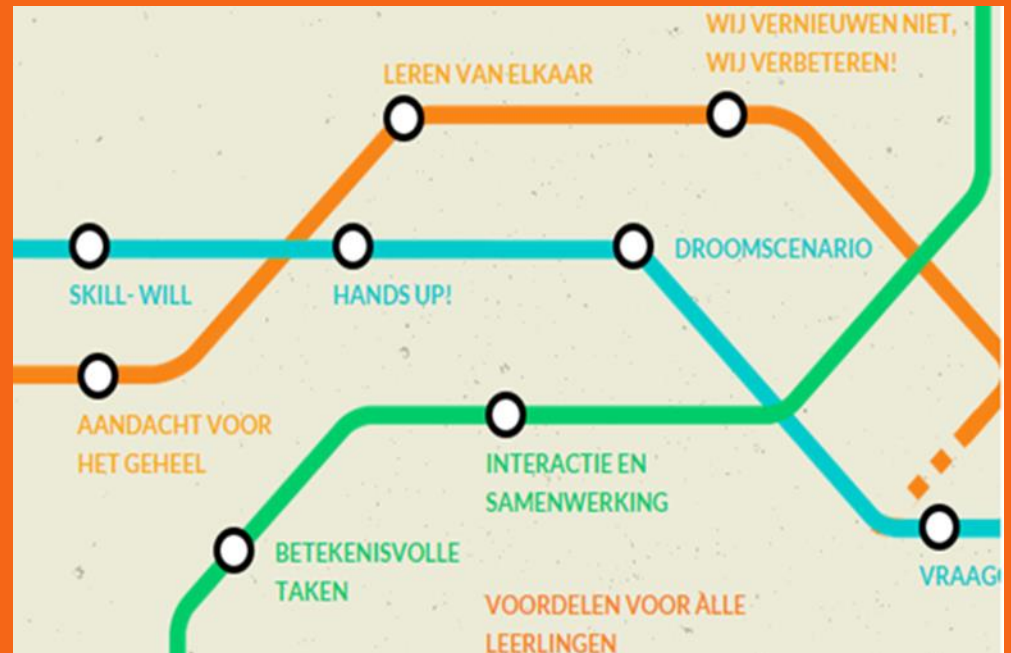 WIJ VERNIEUWEN NIET,
WIJ VERBETEREN!
LEREN VAN ELKAAR
DROOMSCENARIO
SKILL- WILL
HANDS UP!
AANDACHT VOOR
HET GEHEEL
INTERACTIE EN
SAMENWERKING
BETEKENISVOLLE
TAKEN
VOORDELEN VOOR ALLE
LEERLINGEN